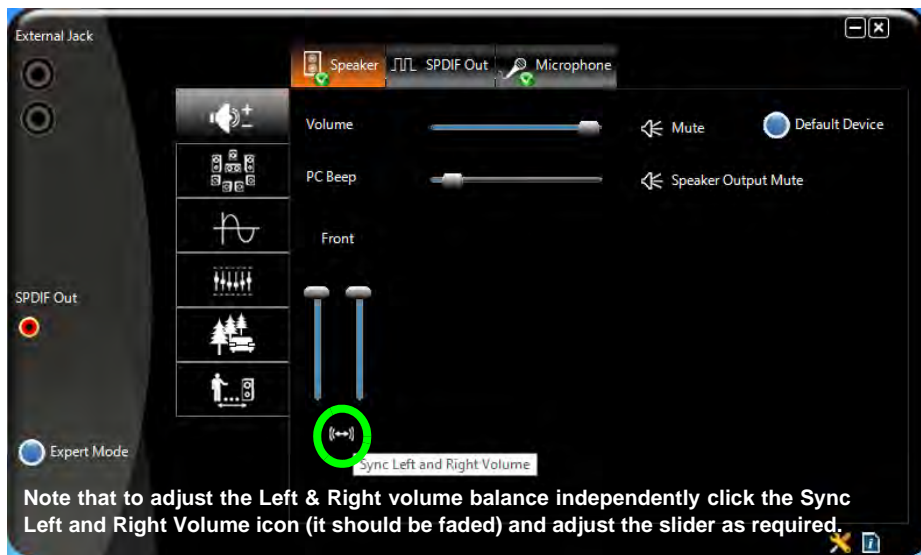 External Jack
Speaker SPDIF Out Microphone
Volume Mute Default Device
PC Beep Speaker Output Mute
Front
SPDIF Out
Expert Mode
Sync Left and Right Volume
Note that to adjust the Left & Right volume balance independently click the Sync
Left and Right Volume icon (it should be faded) and adjust the slider as required.